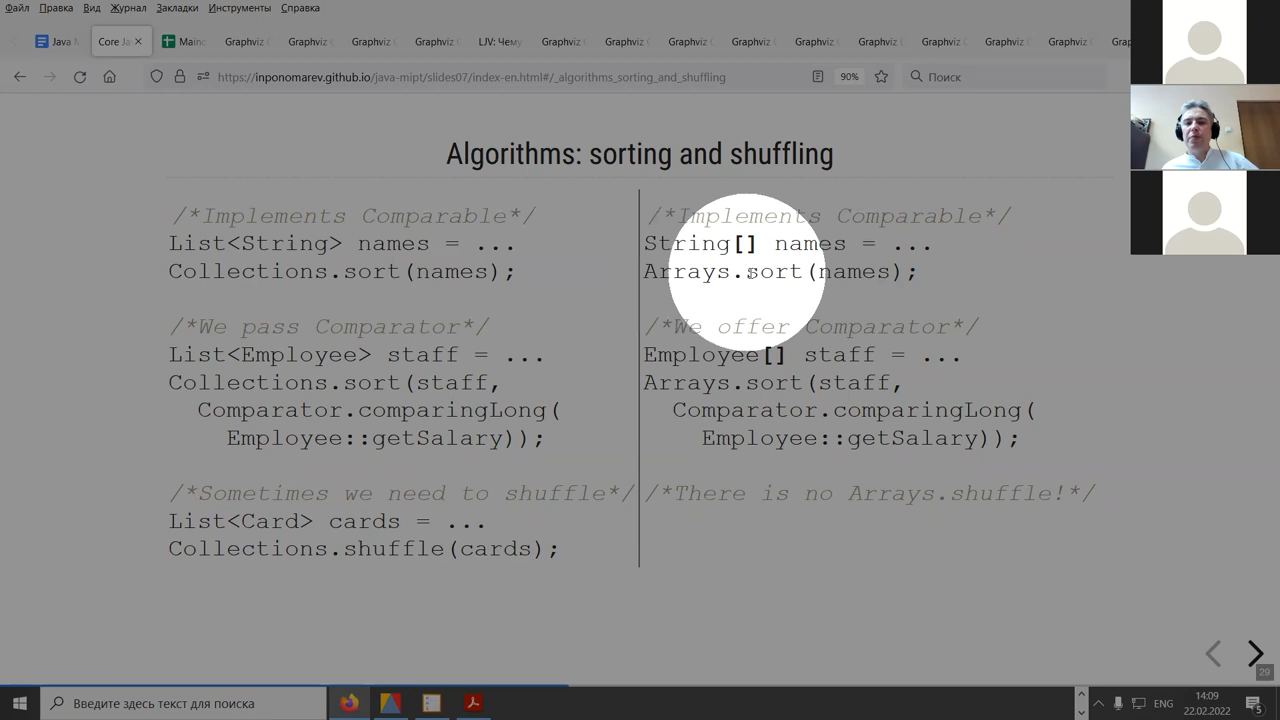 Файл Правка Вид Журнал Закладки Инструменты Справка
Java Core Ja Graphviz Graphviz Graphviz Graphviz LJV: Чему Graphviz Graphviz Graphviz Graphviz Graphviz Graphviz Graphviz Graphviz Graphviz
https://inponomarev.github.io/java-mipt/slides07/index-en.html#/_algorithms_sorting_and_shuffling 90% Поиск
Algorithms: sorting and shuffling
/*Implements Comparable*/
List<String> names = ...
Collections.sort(names);
/*We pass Comparator*/
List<Employee> staff = ...
Collections.sort(staff,
Comparator.comparingLong(
Employee::getSalary));
/*Sometimes we need to shuffle*/
List<Card> cards = ...
Collections.shuffle(cards);
/*Implements Comparable*/
String[] names = ...
Arrays.sort(names);
/*We offer Comparator*/
Employee[] staff = ...
Arrays.sort(staff,
Comparator.comparingLong(
Employee::getSalary));
/*There is no Arrays.shuffle!*/
29
Введите здесь текст для поиска
ENG
14:09
22.02.2022
5